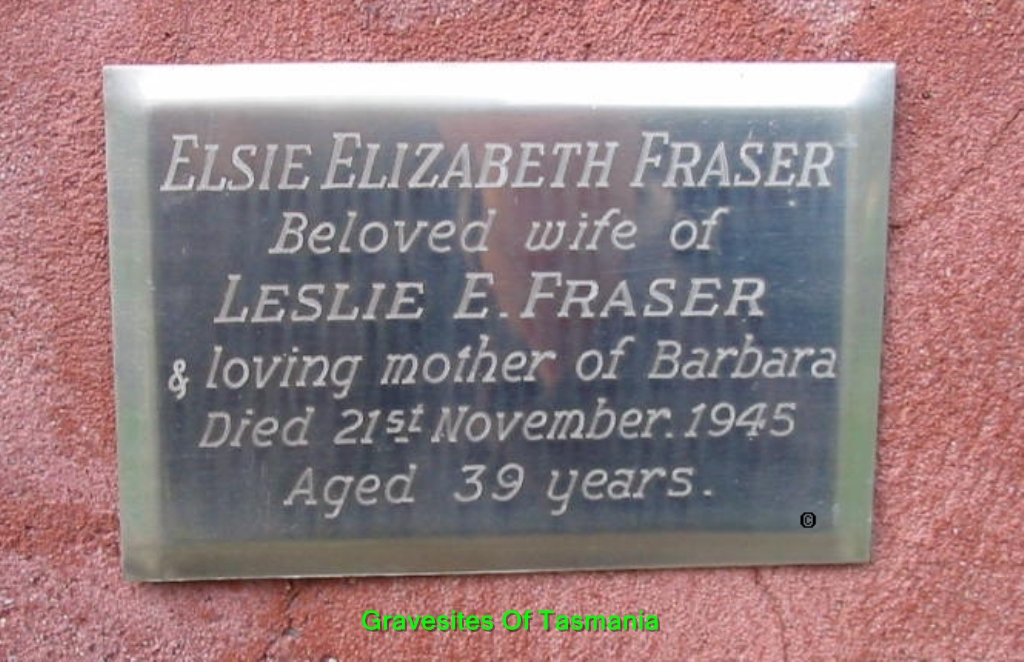 ELSIE ELIZABETH FRASER
Beloved wife of
LESLIE E. FRASER
& loving mother of Barbara
Died 21st November. 1945
Aged 39 years.
©
Gravesites Of Tasmania